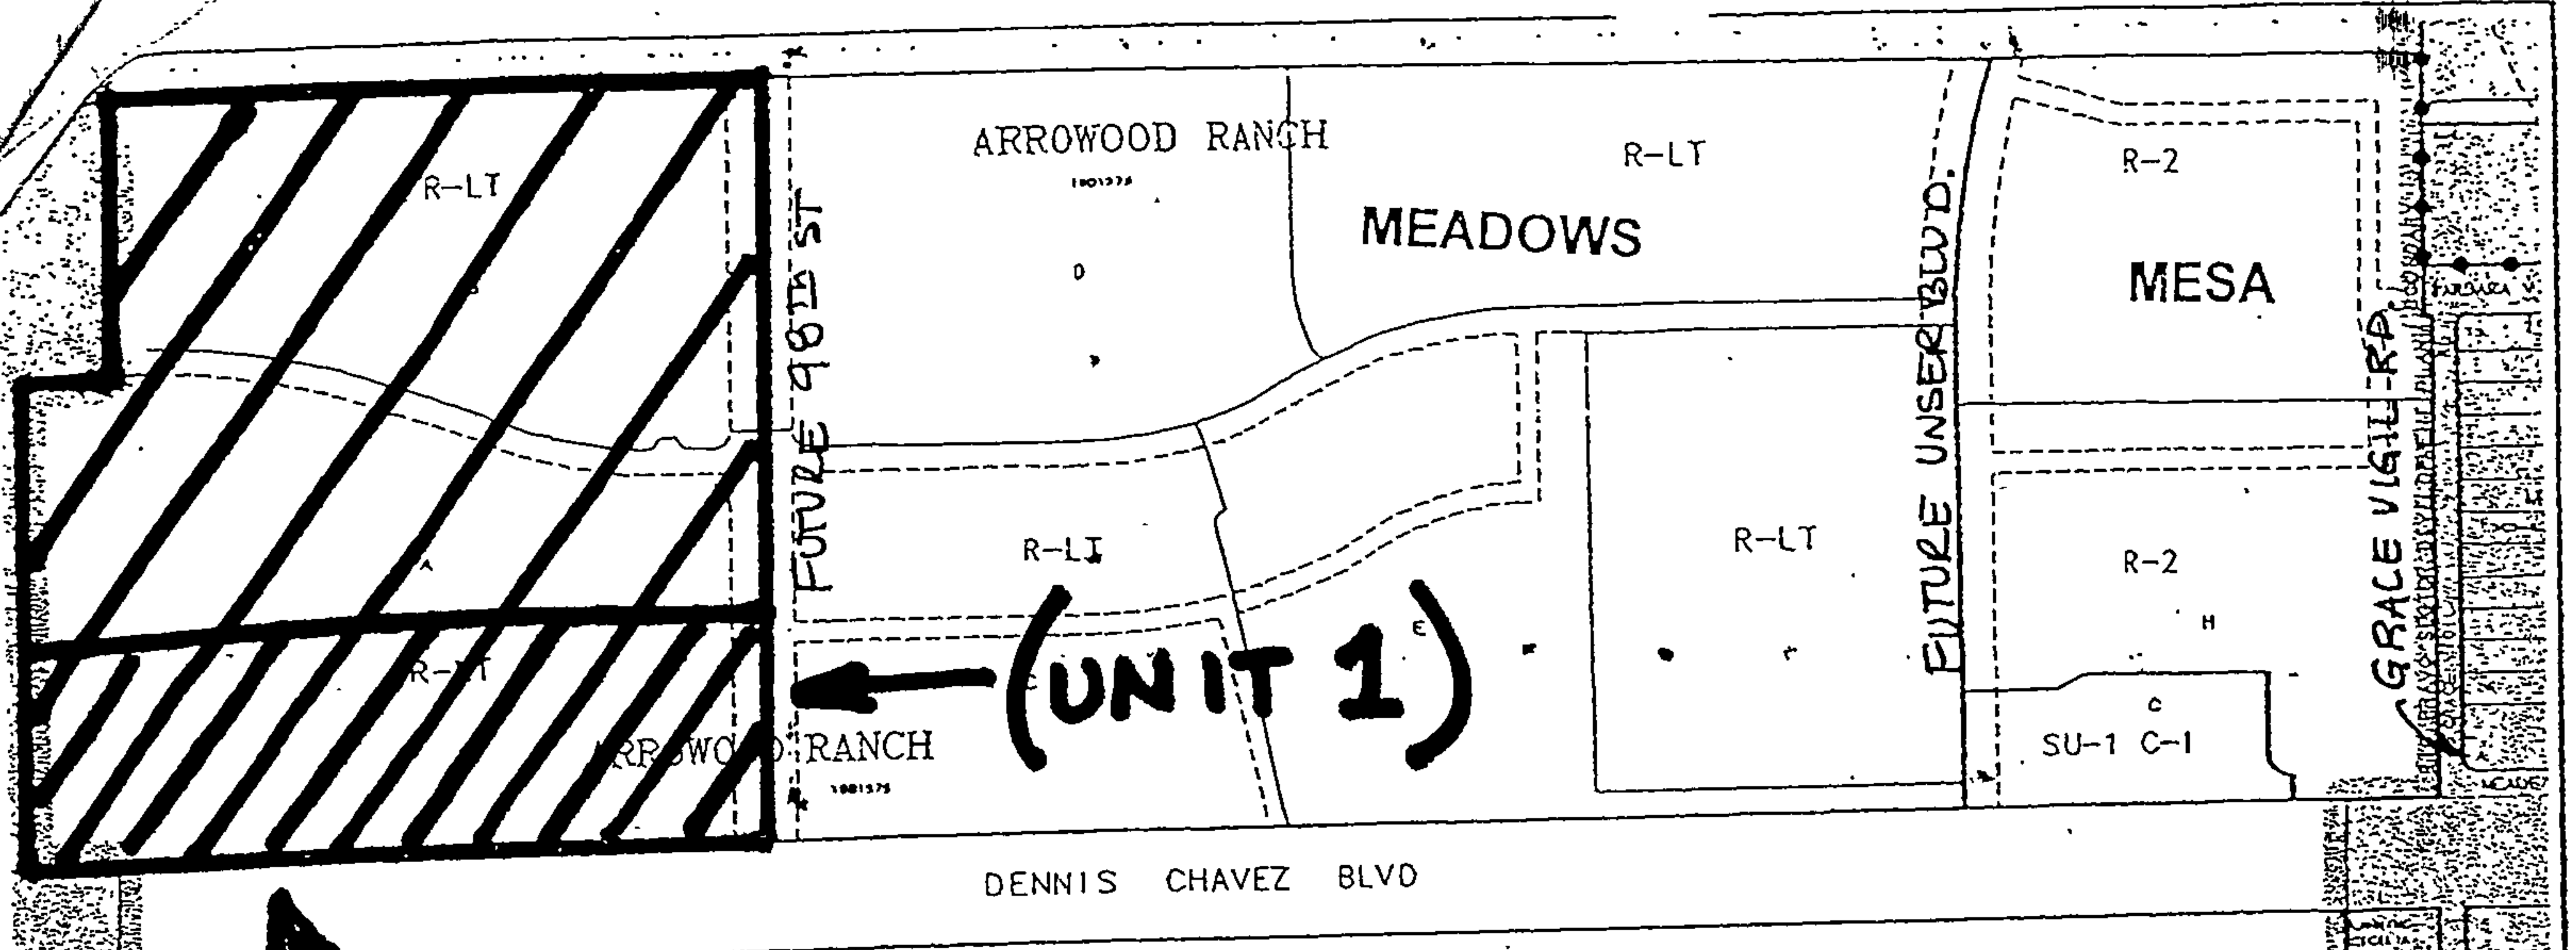 ARROWOOD RANCH
R-LT
R-2
R-LT
MEADOWS
D
MESA
FUTURE 98TH ST
FUTURE UNSER BLVD.
GRACE VIGIL RD.
A
R-LT
R-LT
R-2
E
H
(UNIT 1)
R-LT
C
SU-1 C-1
ARROWOOD RANCH
DENNIS CHAVEZ BLVD